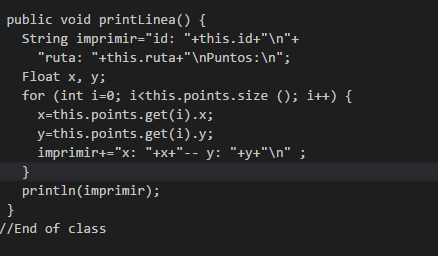 public void printLinea() {
String imprimir="id: "+this.id+"\n"+
"ruta: "+this.ruta+"\nPuntos:\n";
Float x, y;
for (int i=0; i<this.points.size (); i++) {
x=this.points.get(i).x;
y=this.points.get(i).y;
imprimir+="x: "+x+"-- y: "+y+"\n" ;
}
println(imprimir);
}
//End of class